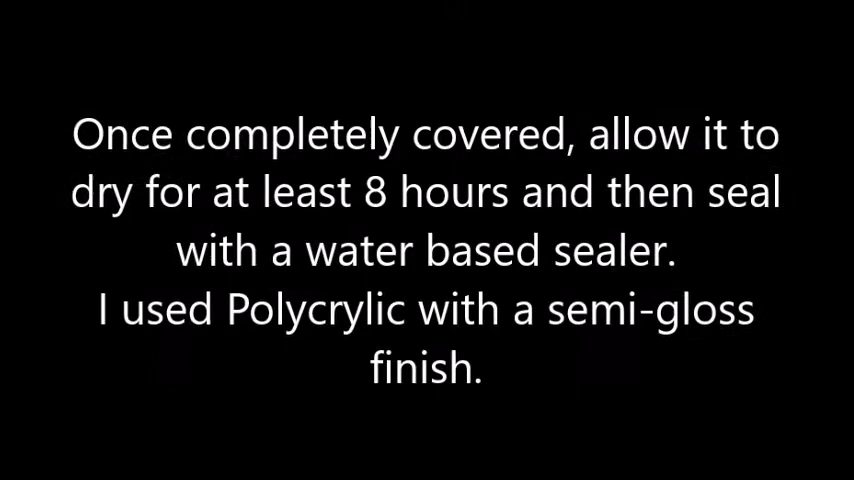 Once completely covered, allow it to
dry for at least 8 hours and then seal
with a water based sealer.
I used Polycrylic with a semi-gloss
finish.